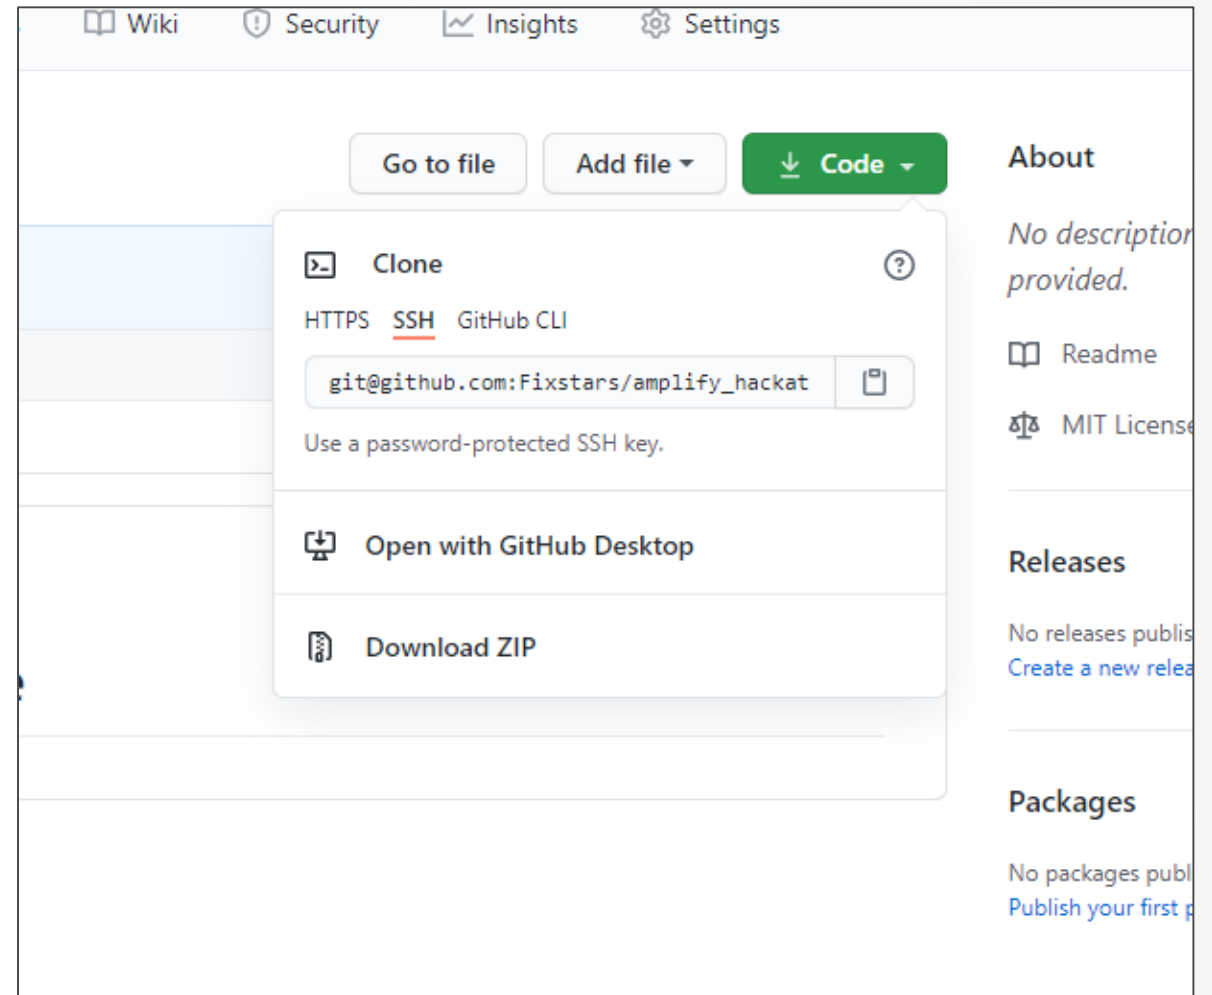 Wiki Security Insights Settings
Go to file Add file Code
About
No description
provided.
Clone
HTTPS SSH GitHub CLI
git@github.com:Fixstars/amplify_hackat
Use a password-protected SSH key.
Open with GitHub Desktop
Download ZIP
Readme
MIT License
Releases
No releases publis
Create a new relea
Packages
No packages publ
Publish your first p